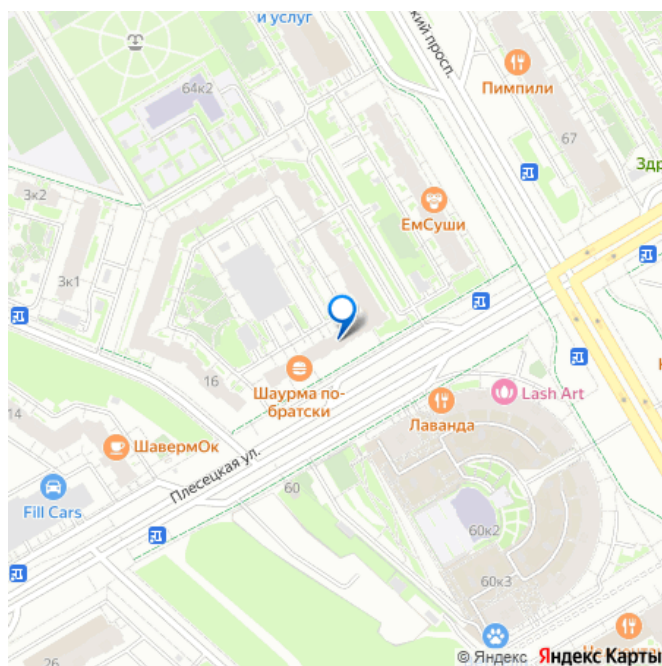 и услуг
кий просп.
Пимпили
64к2
67
Здр
3к2
ЕмСуши
3к1
16
Шаурма по-
братски
Lash Art
Лаванда
14
ШавермОк
Плесецкая ул.
60
Fill Cars
60к2
60к3
26
© Яндекс Яндекс Карты